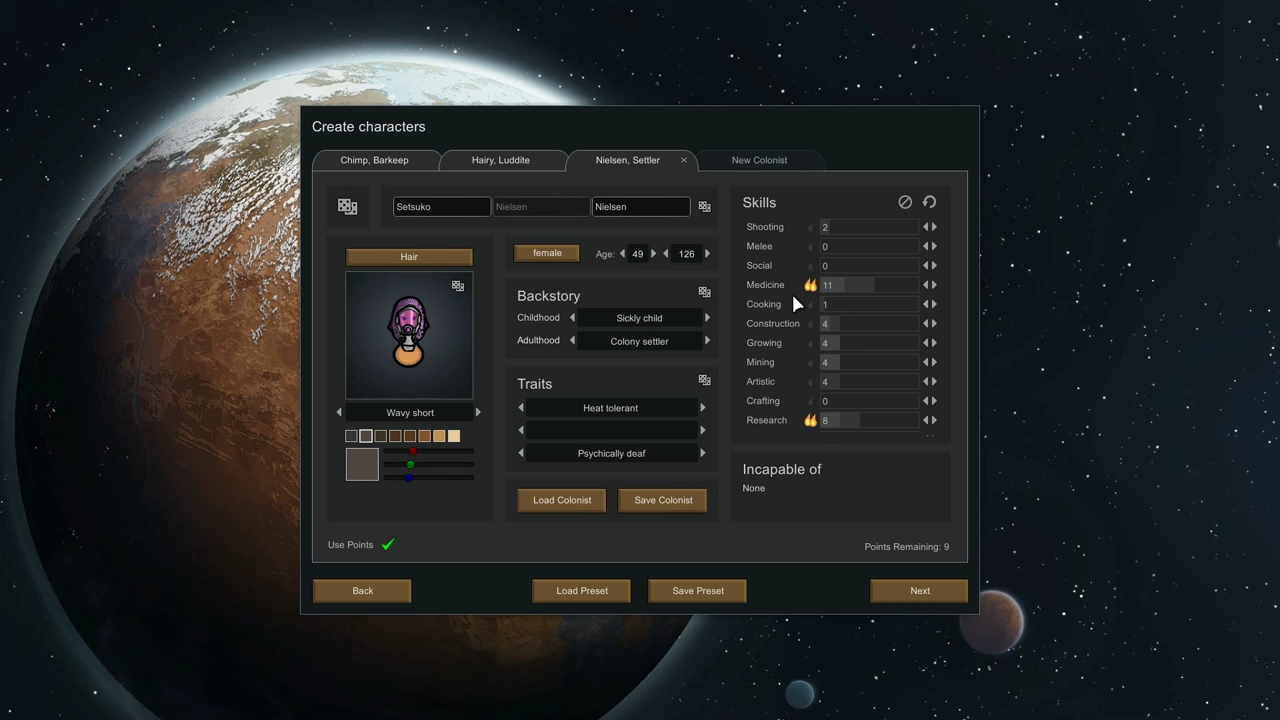 Create characters
Chimp, Barkeep
Hairy, Luddite
Nielsen, Settler
New Colonist
Setsuko
Nielsen
Nielsen
Hair
Wavy short
female
Age:
49
126
Backstory
Childhood
Sickly child
Adulthood
Colony settler
Traits
Heat tolerant
Psychically deaf
Load Colonist
Save Colonist
Skills
Shooting 2
Melee 0
Social 0
Medicine 11
Cooking 1
Construction 4
Growing 4
Mining 4
Artistic 4
Crafting 0
Research 8
Incapable of
None
Use Points
Points Remaining: 9
Back
Load Preset
Save Preset
Next